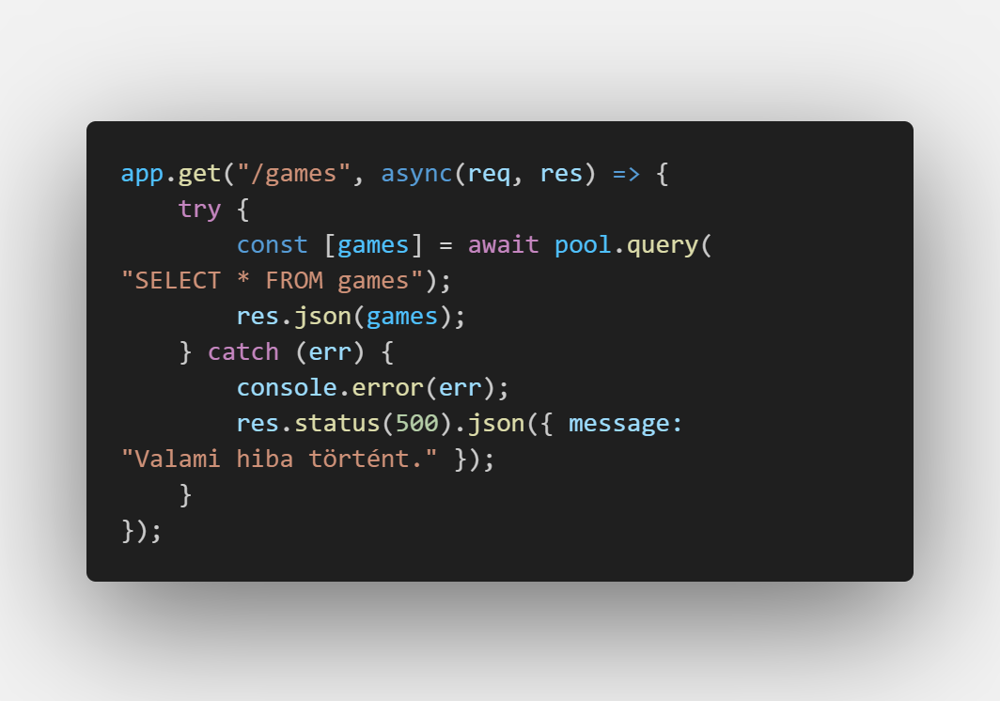 app.get("/games", async(req, res) => {
    try {
        const [games] = await pool.query(
"SELECT * FROM games");
        res.json(games);
    } catch (err) {
        console.error(err);
        res.status(500).json({ message:
"Valami hiba történt." });
    }
});